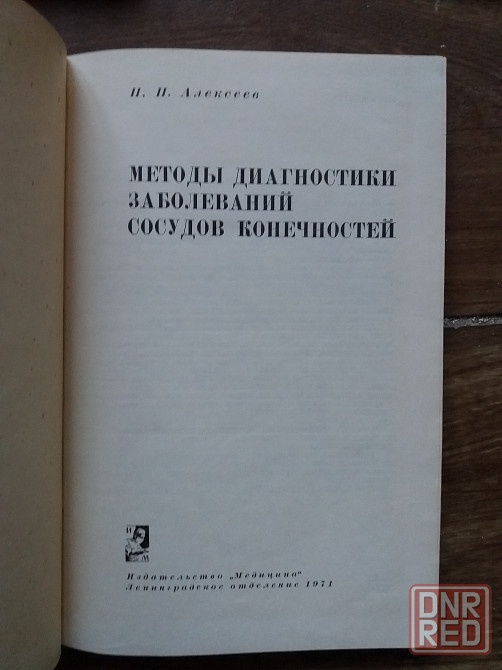 П. П. Алексеев
МЕТОДЫ ДИАГНОСТИКИ
ЗАБОЛЕВАНИЙ
СОСУДОВ КОНЕЧНОСТЕЙ
И
М
Издательство „Медицина“
Ленинградское отделение 1971
DNR
RED